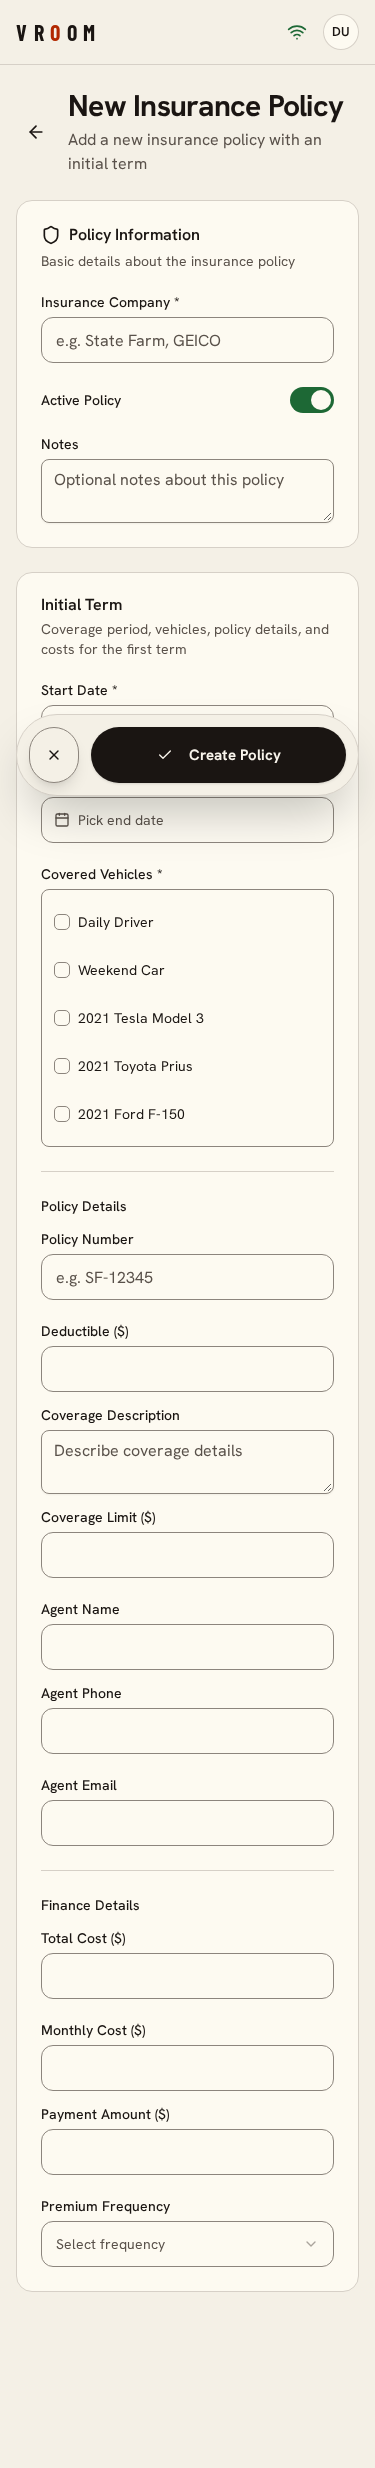 VROOM
DU
New Insurance Policy
Add a new insurance policy with an
initial term
Policy Information
Basic details about the insurance policy
Insurance Company *
e.g. State Farm, GEICO
Active Policy
Notes
Optional notes about this policy
Initial Term
Coverage period, vehicles, policy details, and
costs for the first term
Start Date *
Create Policy
Pick end date
Covered Vehicles *
Daily Driver
Weekend Car
2021 Tesla Model 3
2021 Toyota Prius
2021 Ford F-150
Policy Details
Policy Number
e.g. SF-12345
Deductible ($)
Coverage Description
Describe coverage details
Coverage Limit ($)
Agent Name
Agent Phone
Agent Email
Finance Details
Total Cost ($)
Monthly Cost ($)
Payment Amount ($)
Premium Frequency
Select frequency